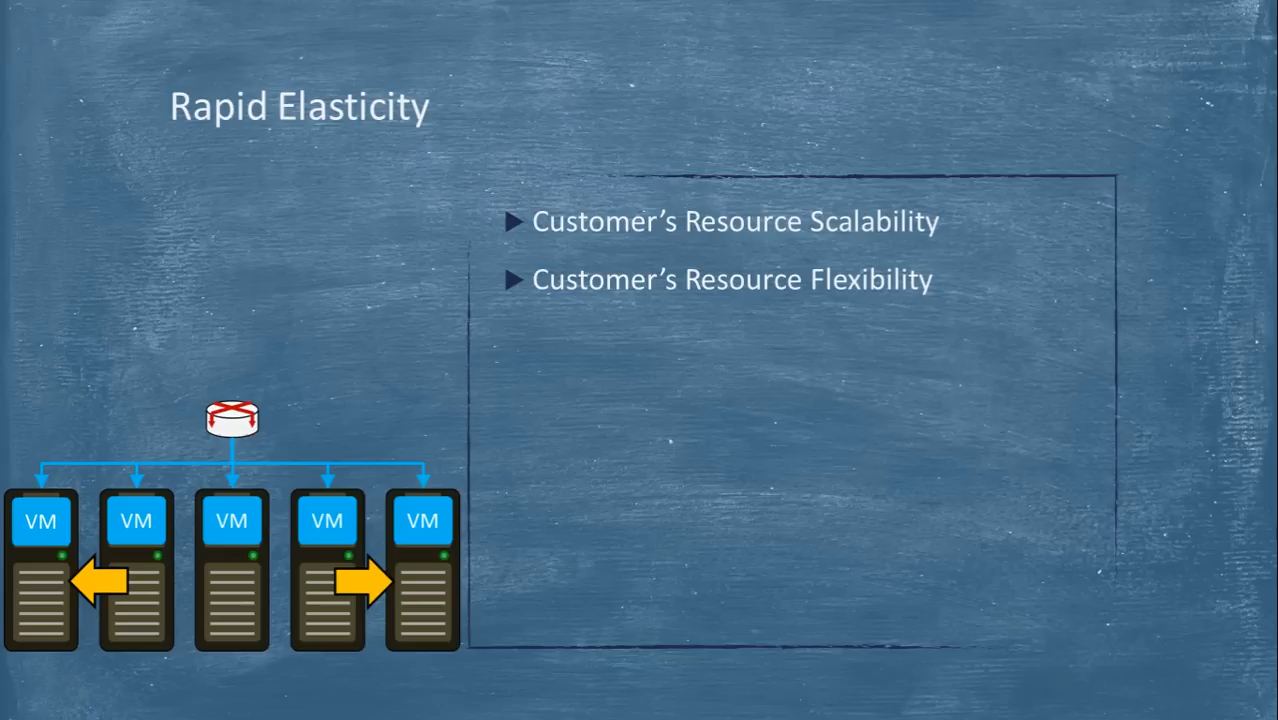 Rapid Elasticity
Customer’s Resource Scalability
Customer’s Resource Flexibility
VM VM VM VM VM